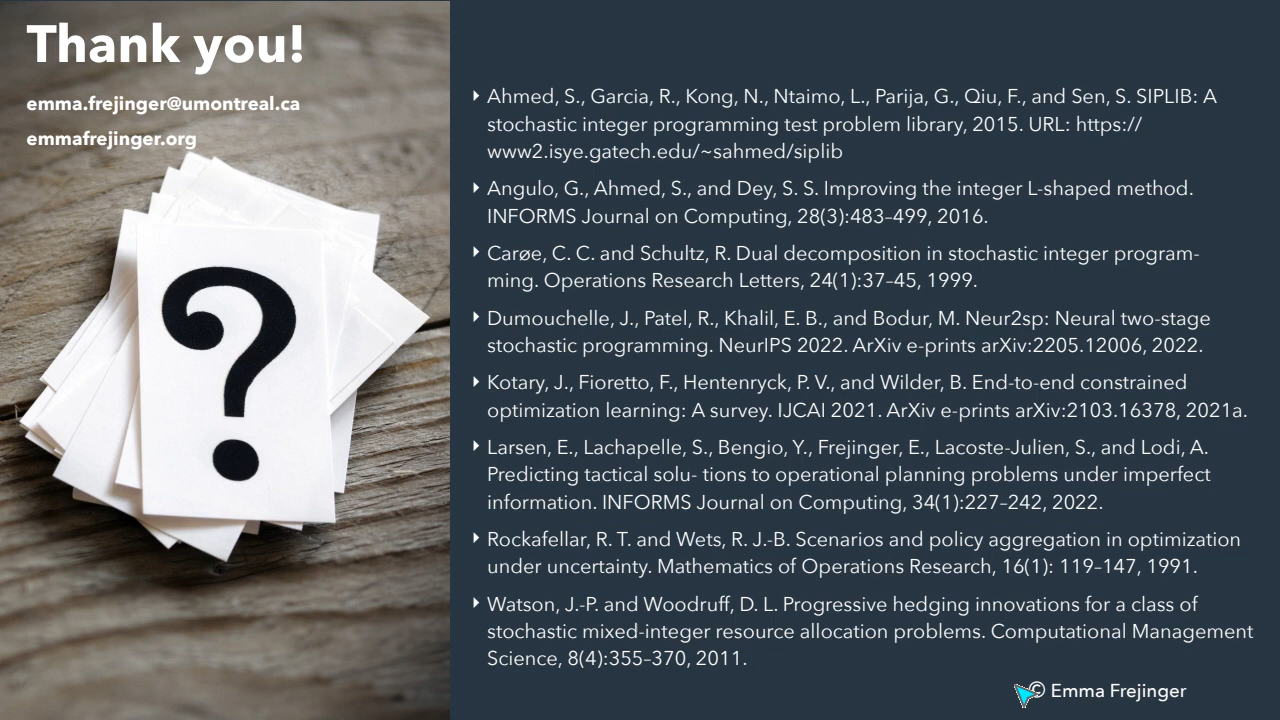 Thank you!
emma.frejinger@umontreal.ca
emmafrejinger.org
?
Ahmed, S., Garcia, R., Kong, N., Ntaimo, L., Parija, G., Qiu, F., and Sen, S. SIPLIB: A
stochastic integer programming test problem library, 2015. URL: https://
www2.isye.gatech.edu/~sahmed/siplib
Angulo, G., Ahmed, S., and Dey, S. S. Improving the integer L-shaped method.
INFORMS Journal on Computing, 28(3):483–499, 2016.
Carøe, C. C. and Schultz, R. Dual decomposition in stochastic integer program-
ming. Operations Research Letters, 24(1):37–45, 1999.
Dumouchelle, J., Patel, R., Khalil, E. B., and Bodur, M. Neur2sp: Neural two-stage
stochastic programming. NeurIPS 2022. ArXiv e-prints arXiv:2205.12006, 2022.
Kotary, J., Fioretto, F., Hentenryck, P. V., and Wilder, B. End-to-end constrained
optimization learning: A survey. IJCAI 2021. ArXiv e-prints arXiv:2103.16378, 2021a.
Larsen, E., Lachapelle, S., Bengio, Y., Frejinger, E., Lacoste-Julien, S., and Lodi, A.
Predicting tactical solu- tions to operational planning problems under imperfect
information. INFORMS Journal on Computing, 34(1):227–242, 2022.
Rockafellar, R. T. and Wets, R. J.-B. Scenarios and policy aggregation in optimization
under uncertainty. Mathematics of Operations Research, 16(1): 119–147, 1991.
Watson, J.-P. and Woodruff, D. L. Progressive hedging innovations for a class of
stochastic mixed-integer resource allocation problems. Computational Management
Science, 8(4):355–370, 2011.
© Emma Frejinger